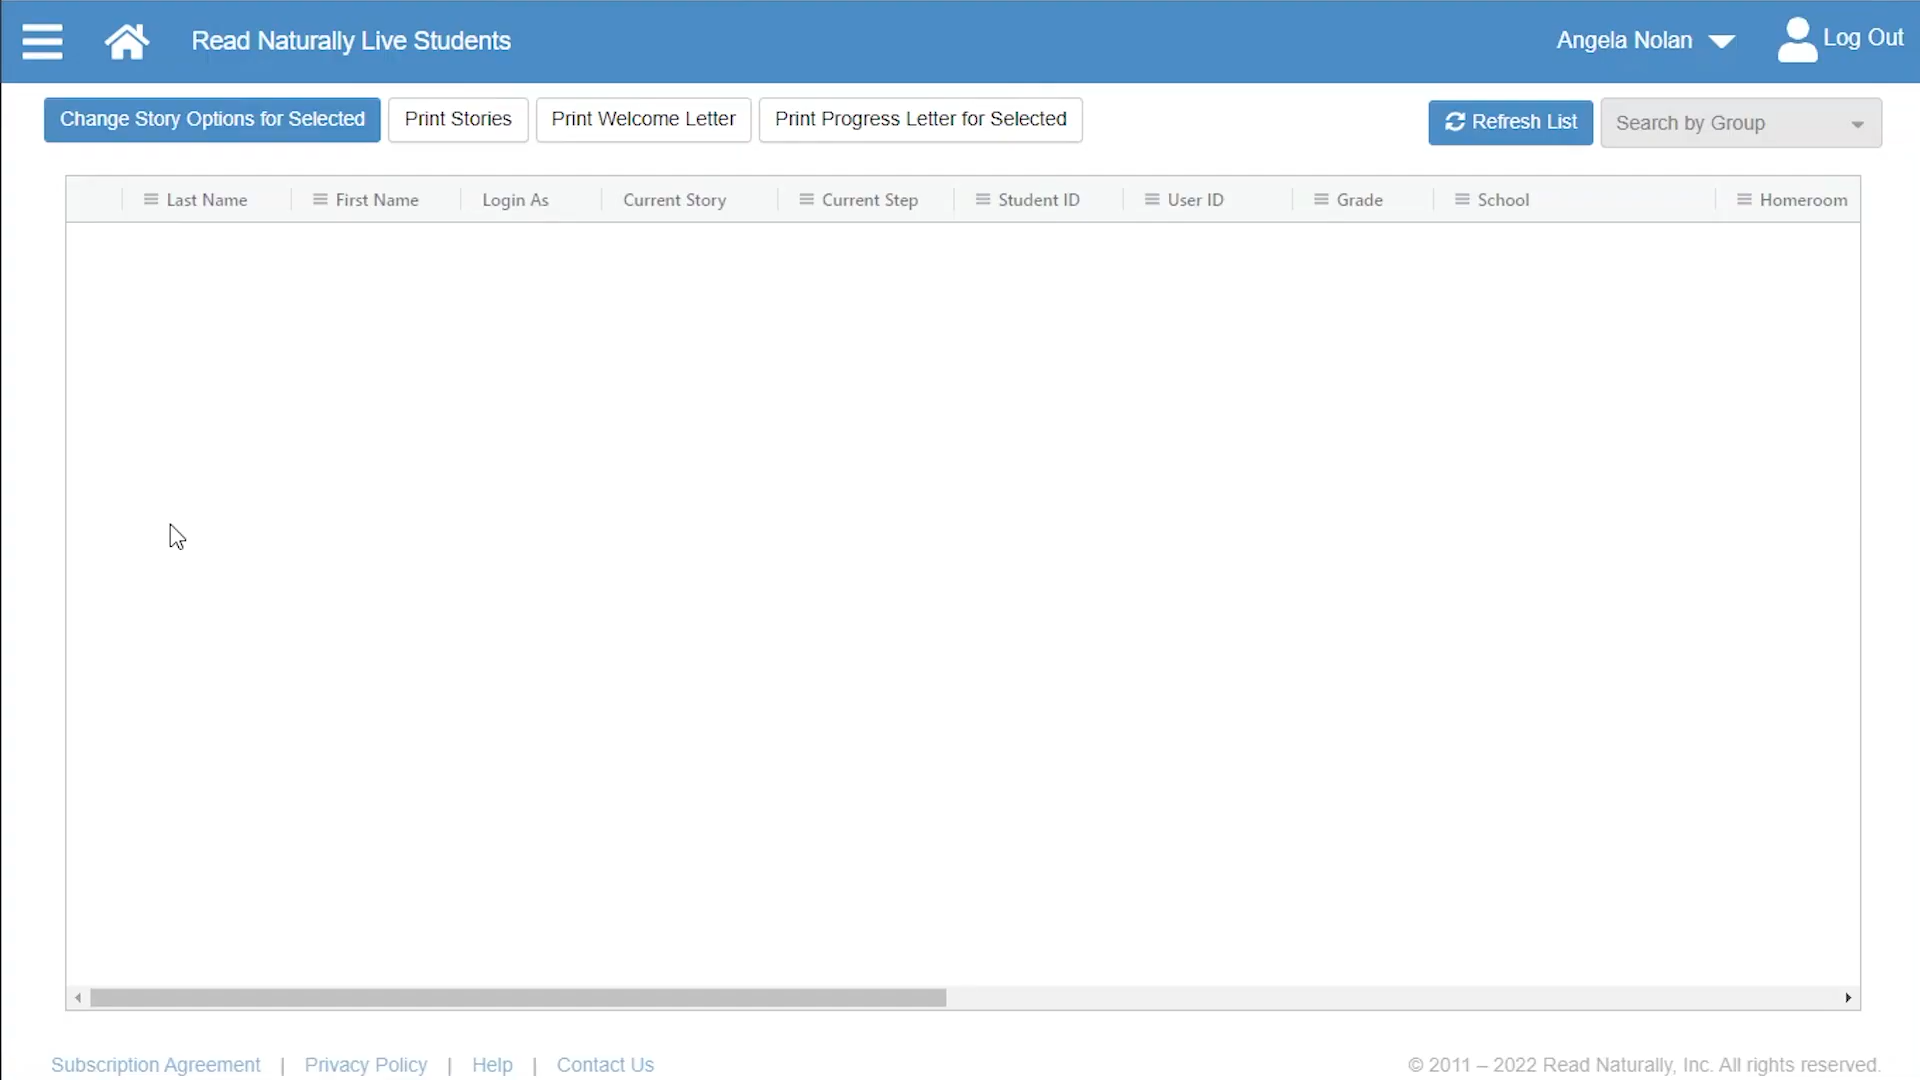 Read Naturally Live Students
Angela Nolan
Log Out
Change Story Options for Selected
Print Stories
Print Welcome Letter
Print Progress Letter for Selected
Refresh List
Search by Group
Last Name
First Name
Login As
Current Story
Current Step
Student ID
User ID
Grade
School
Homeroom
Subscription Agreement | Privacy Policy | Help | Contact Us
© 2011 – 2022 Read Naturally, Inc. All rights reserved.